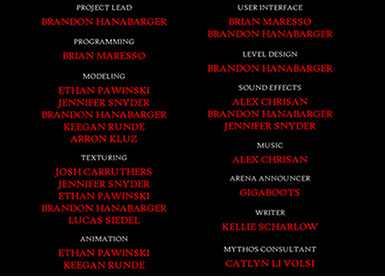 PROJECT LEAD
BRANDON HANABARGER
PROGRAMMING
BRIAN MARESSO
MODELING
ETHAN PAWINSKI
JENNIFER SNYDER
BRANDON HANABARGER
KEEGAN RUNDE
ARRON KLUZ
TEXTURING
JOSH CARRUTHERS
JENNIFER SNYDER
ETHAN PAWINSKI
BRANDON HANABARGER
LUCAS SIEDEL
ANIMATION
ETHAN PAWINSKI
KEEGAN RUNDE
USER INTERFACE
BRIAN MARESSO
BRANDON HANABARGER
LEVEL DESIGN
BRANDON HANABARGER
SOUND EFFECTS
ALEX CHRISAN
BRANDON HANABARGER
JENNIFER SNYDER
MUSIC
ALEX CHRISAN
ARENA ANNOUNCER
GIGABOOTS
WRITER
KELLIE SCHARLOW
MYTHOS CONSULTANT
CATLYN LI VOLSI